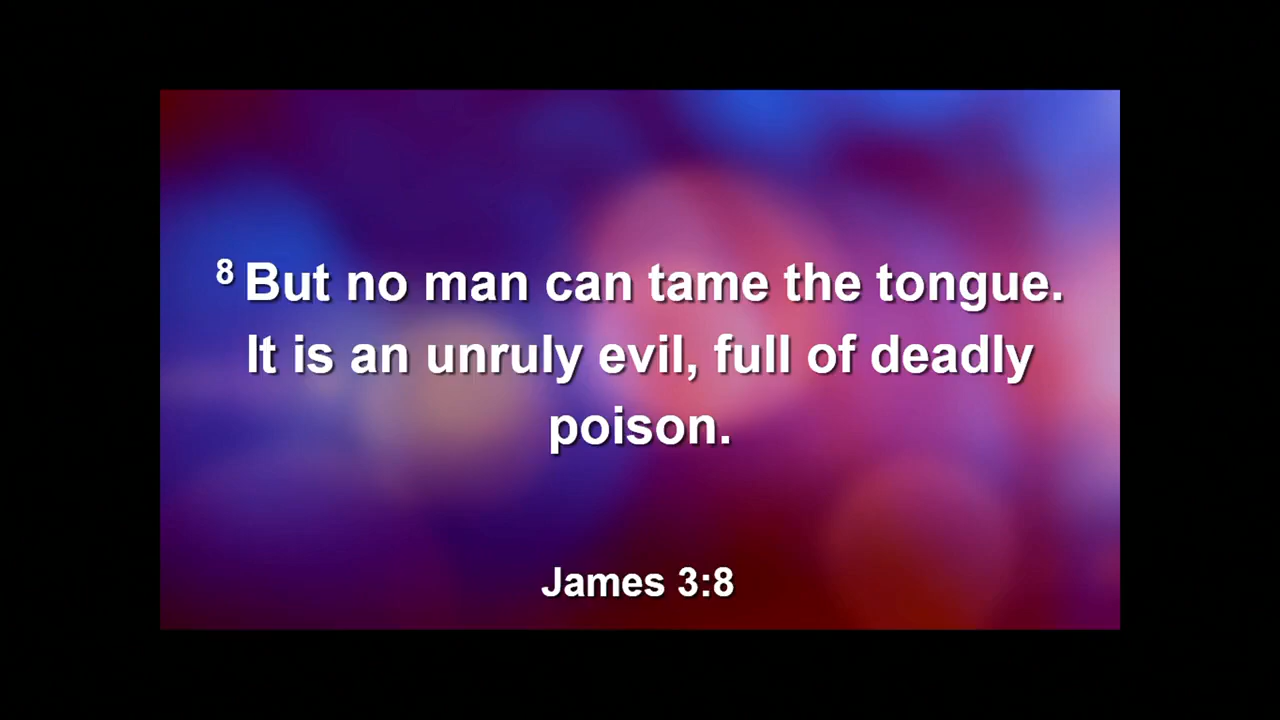 8 But no man can tame the tongue.
It is an unruly evil, full of deadly
poison.
James 3:8